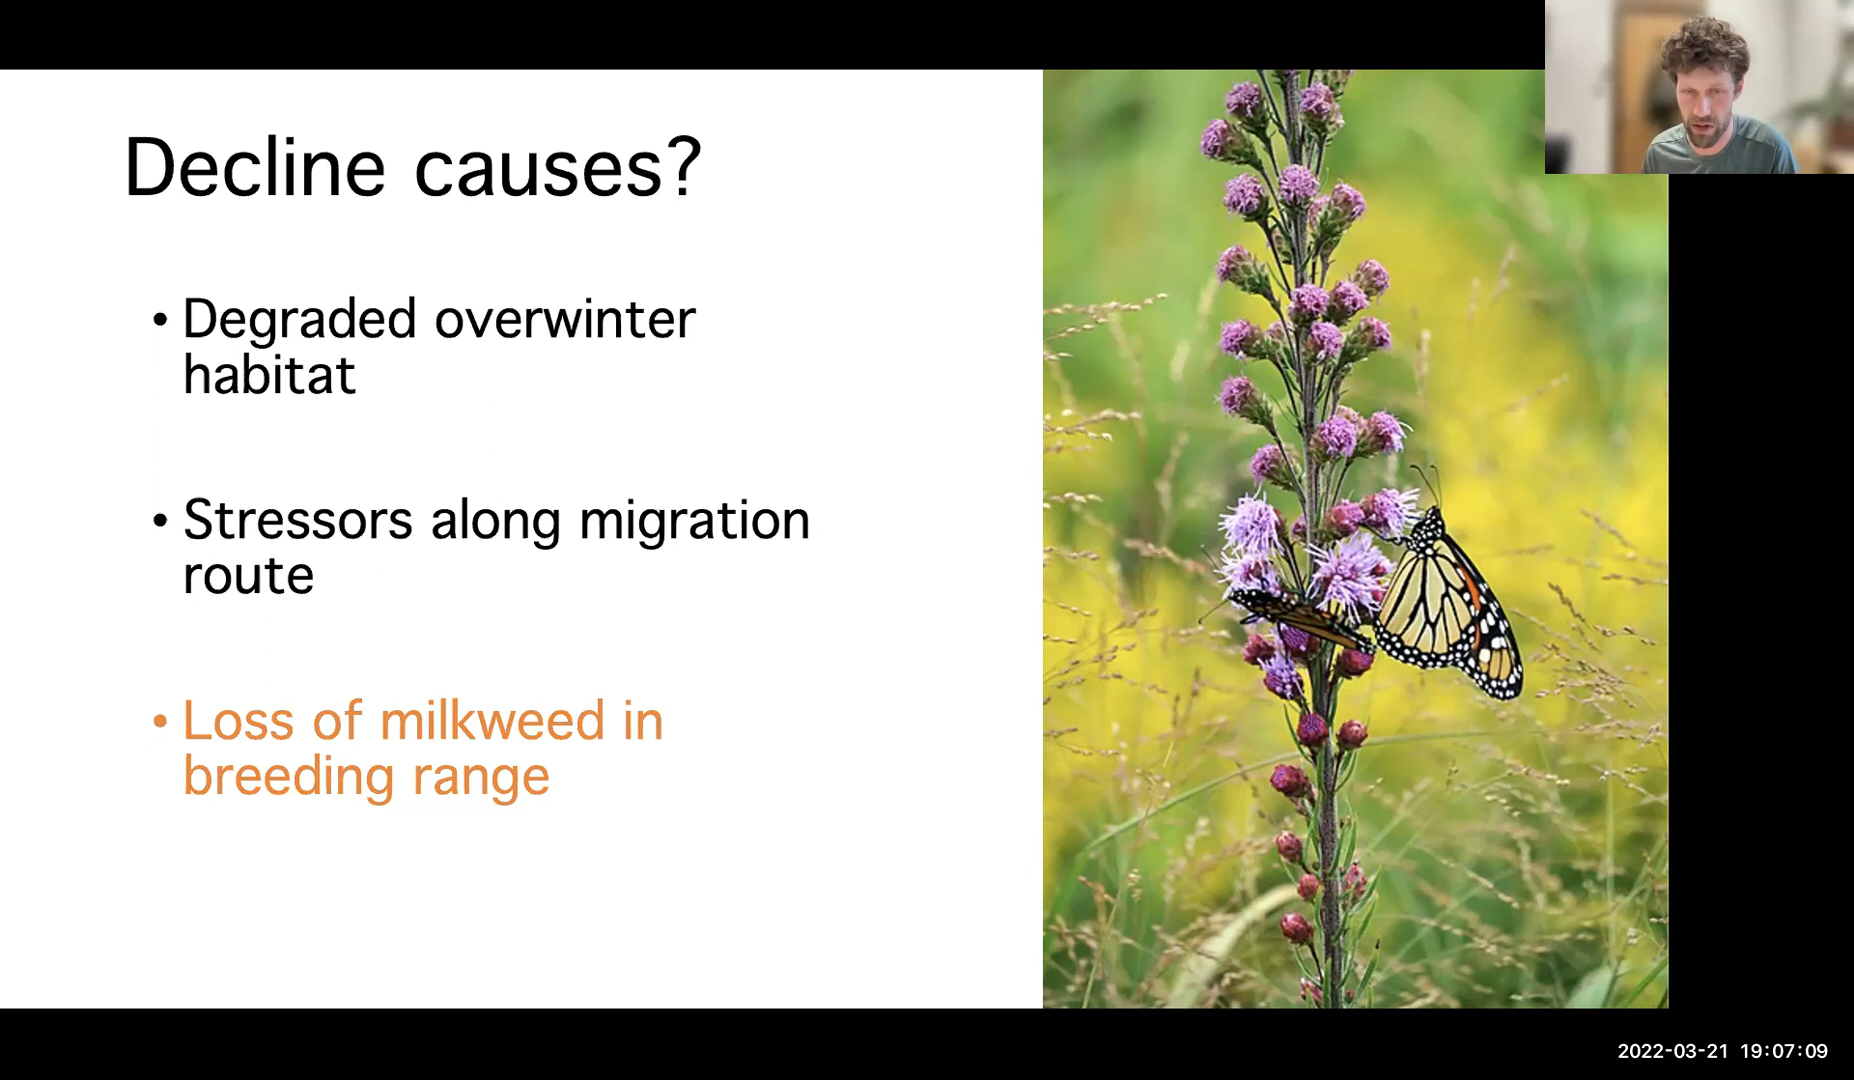 Decline causes?
• Degraded overwinter
habitat
• Stressors along migration
route
• Loss of milkweed in
breeding range
2022-03-21 19:07:09